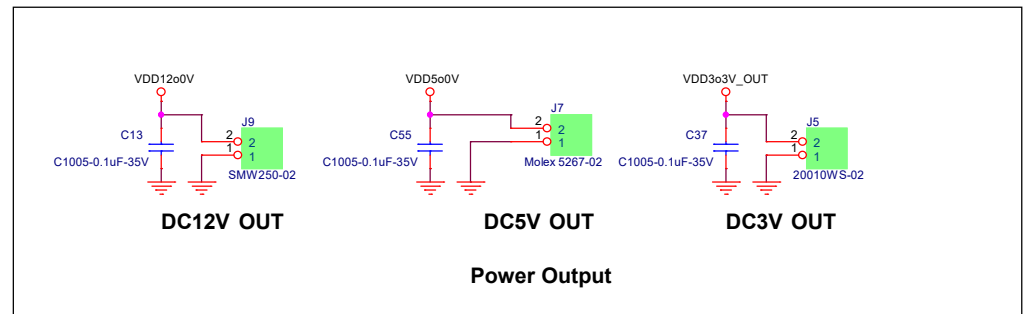 VDD12o0V
J9
C13
2
2
1
1
C1005-0.1uF-35V
SMW250-02
DC12V OUT
VDD5o0V
J7
C55
2
2
1
1
C1005-0.1uF-35V
Molex 5267-02
DC5V OUT
VDD3o3V_OUT
J5
C37
2
2
1
1
C1005-0.1uF-35V
20010WS-02
DC3V OUT
Power Output